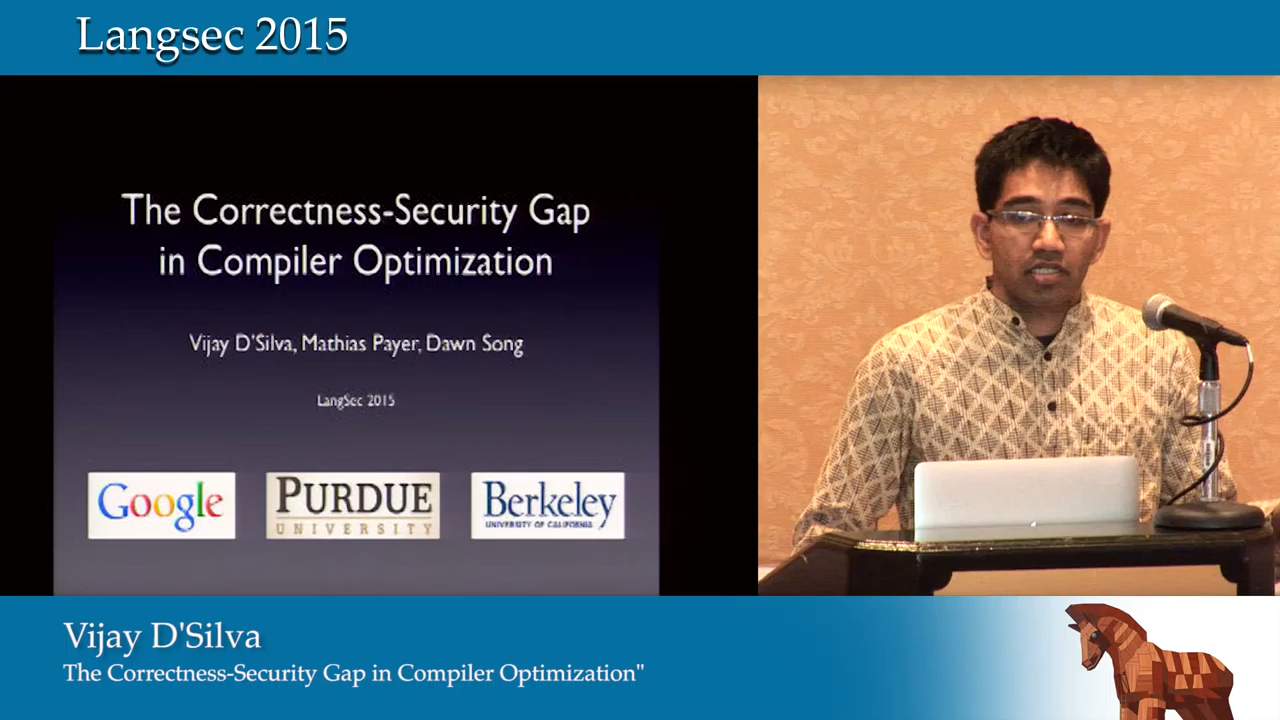 Langsec 2015
The Correctness-Security Gap
in Compiler Optimization
Vijay D'Silva, Mathias Payer, Dawn Song
LangSec 2015
Google
PURDUE
UNIVERSITY
Berkeley
UNIVERSITY OF CALIFORNIA
Vijay D'Silva
The Correctness-Security Gap in Compiler Optimization"